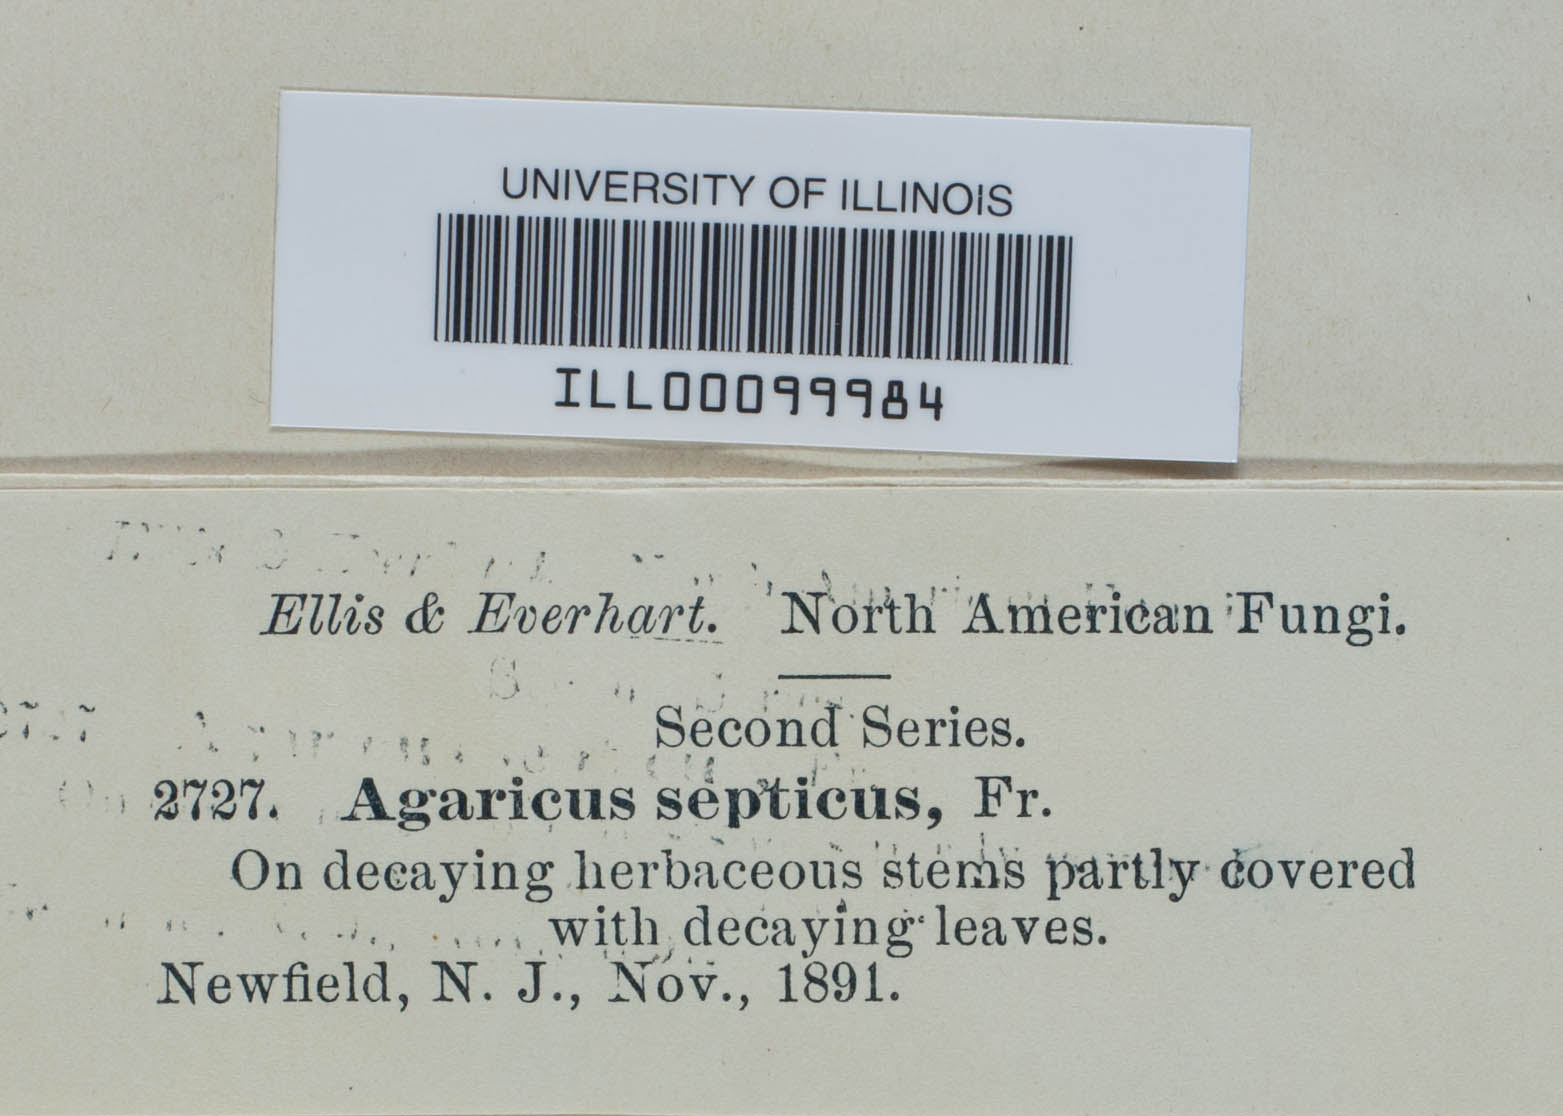 UNIVERSITY OF ILLINOIS
ILL00099984
Ellis & Everhart. North American Fungi.
Second Series.
2727. Agaricus septicus, Fr.
On decaying herbaceous stems partly covered
with decaying leaves.
Newfield, N. J., Nov., 1891.